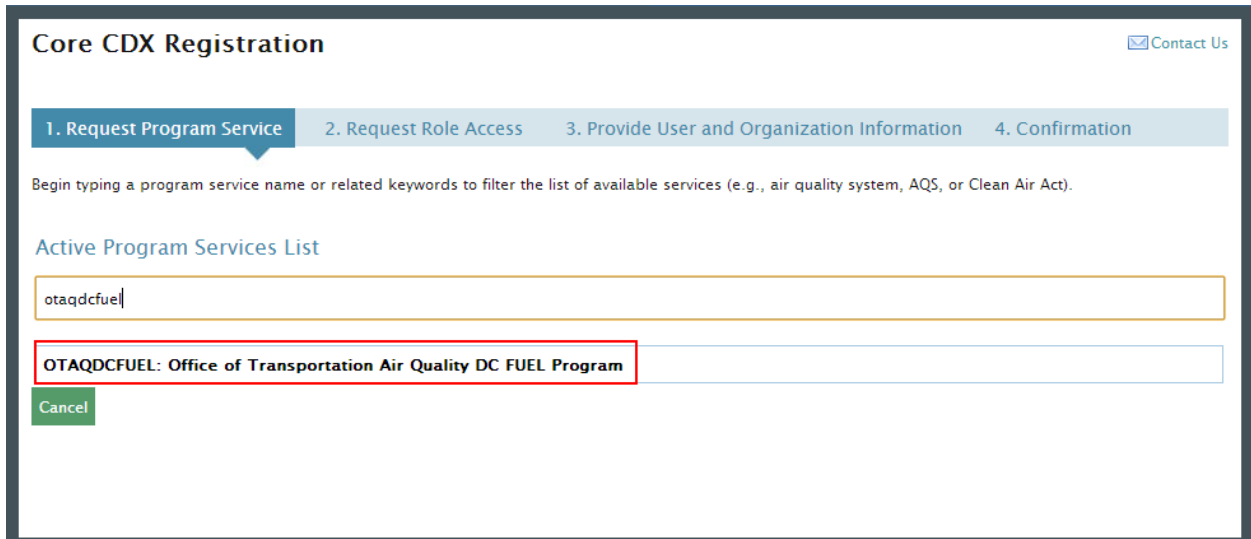 Core CDX Registration
Contact Us
1. Request Program Service 2. Request Role Access 3. Provide User and Organization Information 4. Confirmation
Begin typing a program service name or related keywords to filter the list of available services (e.g., air quality system, AQS, or Clean Air Act).
Active Program Services List
otaqdcfuel
OTAQDCFUEL: Office of Transportation Air Quality DC FUEL Program
Cancel